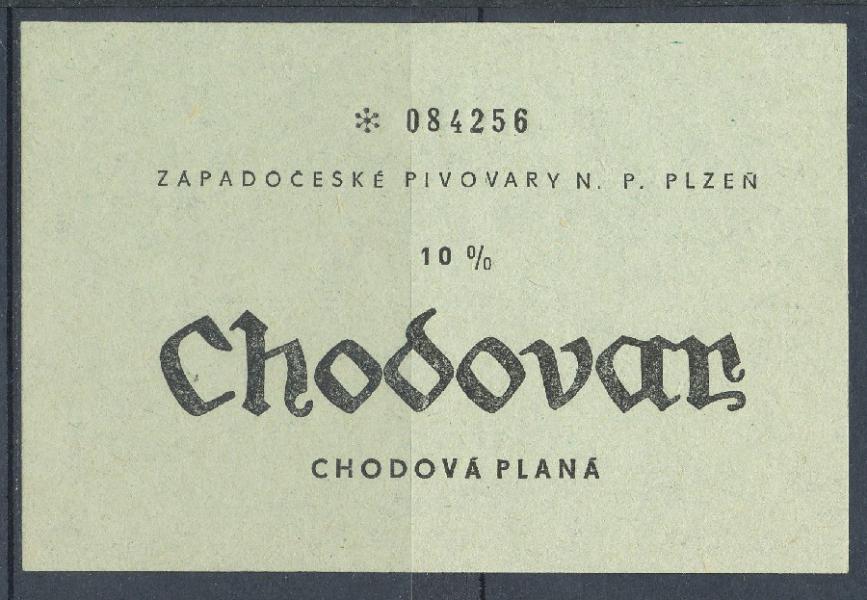 * 084256
ZAPADOČESKÉ PIVOVARY N. P. PLZEŇ
10 %
Chodovar
CHODOVÁ PLANÁ